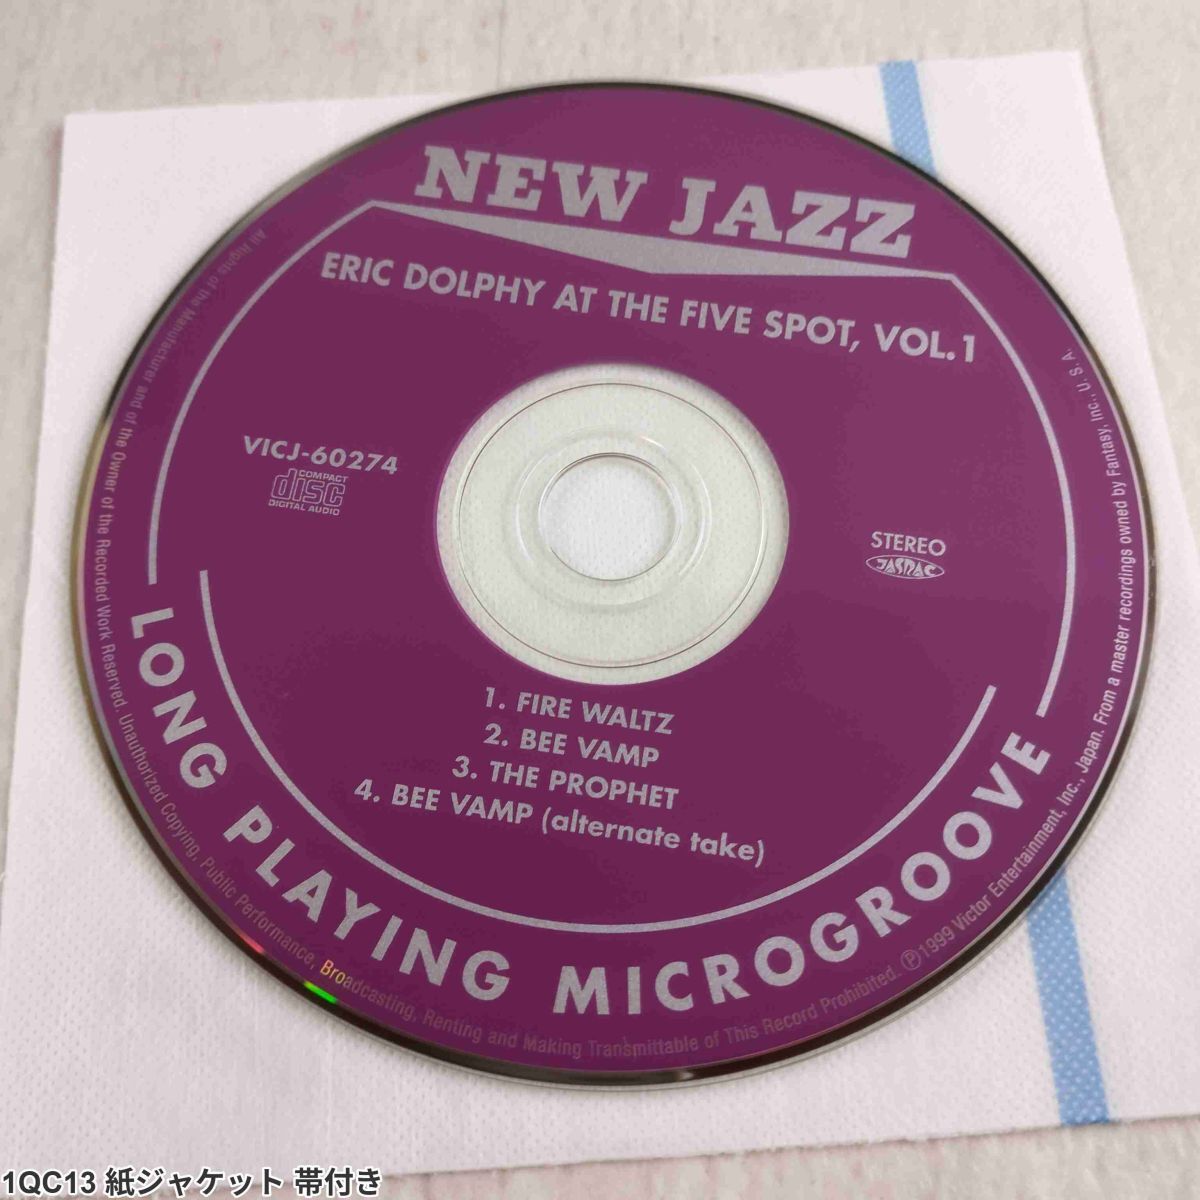 NEW JAZZ
ERIC DOLPHY AT THE FIVE SPOT, VOL.1
VICJ-60274
COMPACT
disc
DIGITAL AUDIO
STEREO
JASRAC
1. FIRE WALTZ
2. BEE VAMP
3. THE PROPHET
4. BEE VAMP (alternate take)
LONG PLAYING MICROGROOVE
All Rights of the Manufacturer and of the Owner of the Recorded Work Reserved. Unauthorized Copying, Public Performance, Broadcasting, Renting and Making Transmittable of This Record Prohibited. Ⓟ1999 Victor Entertainment, Inc., Japan. From a master recordings owned by Fantasy, Inc., U.S.A.
1QC13 紙ジャケット 帯付き